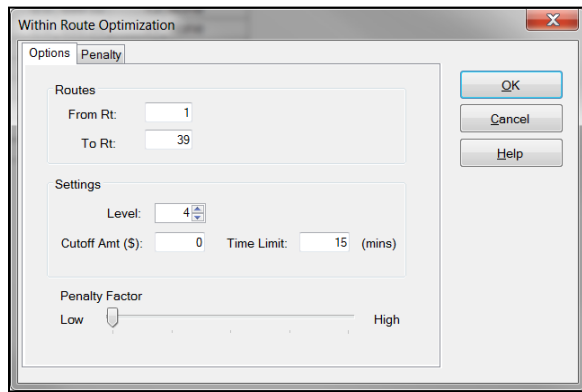 Within Route Optimization
Options Penalty
Routes
From Rt: 1
To Rt: 39
Settings
Level: 4
Cutoff Amt ($): 0 Time Limit: 15 (mins)
Penalty Factor
Low High
OK
Cancel
Help